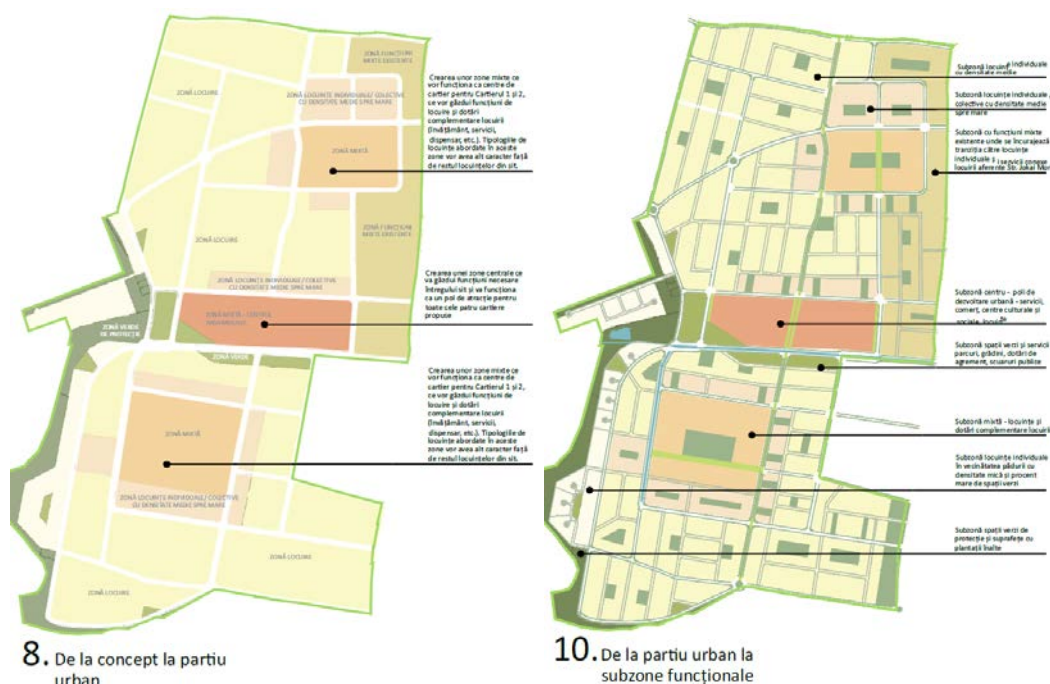 ZONĂ FUNCȚIUNI
MIXTE EXISTENTE
ZONĂ LOCUIRE
ZONĂ LOCUINȚE INDIVIDUALE/ COLECTIVE
CU DENSITATE MEDIE SPRE MARE
ZONĂ MIXTĂ
ZONĂ FUNCȚIUNI
MIXTE EXISTENTE
ZONĂ LOCUIRE
ZONĂ LOCUINȚE INDIVIDUALE/COLECTIVE
CU DENSITATE MEDIE SPRE MARE
ZONĂ MIXTĂ - CENTRUL
ZONĂ VERDE
DE PROTECȚIE
ZONĂ VERDE
ZONĂ MIXTĂ
ZONĂ LOCUINȚE INDIVIDUALE/ COLECTIVE
CU DENSITATE MEDIE SPRE MARE
ZONĂ LOCUIRE
ZONĂ LOCUIRE
Crearea unor zone mixte ce
vor funcționa ca centre de
cartier pentru Cartierul 1 și 2,
ce vor găzdui funcțiuni de
locuire și dotări
complementare locuirii
(învățământ, servicii,
dispensar, etc.). Tipologiile de
locuințe abordate în aceste
zone vor avea alt caracter față
de restul locuințelor din sit.
Crearea unei zone centrale ce
va găzdui funcțiuni necesare
întregului sit și va funcționa
ca un pol de atracție pentru
toate cele patru cartiere
propuse
Crearea unor zone mixte ce
vor funcționa ca centre de
cartier pentru Cartierul 1 și 2,
ce vor găzdui funcțiuni de
locuire și dotări
complementare locuirii
(învățământ, servicii,
dispensar, etc.). Tipologiile de
locuințe abordate în aceste
zone vor avea alt caracter față
de restul locuințelor din sit.
8. De la concept la partiu
urban
Subzonă locuințe individuale
cu densitate medie
Subzonă locuințe individuale,
colective cu densitate medie
spre mare
Subzonă cu funcțiuni mixte
existente unde se încurajează
tranziția către locuințe
individuale și servicii conexe
locuirii aferente Str. Jokai Mor
Subzonă centru - poli de
dezvoltare urbană - servicii,
comerț, centre culturale și
sociale, locuire
Subzonă spații verzi și servicii
parcuri, grădini, dotări de
agrement, scuaruri publice
Subzonă mixtă - locuințe și
dotări complementare locuirii
Subzonă locuințe individuale
în vecinătatea pădurii cu
densitate mică și procent
mare de spații verzi
Subzonă spații verzi de
protecție și suprafețe cu
plantații înalte
10. De la partiu urban la
subzone funcționale